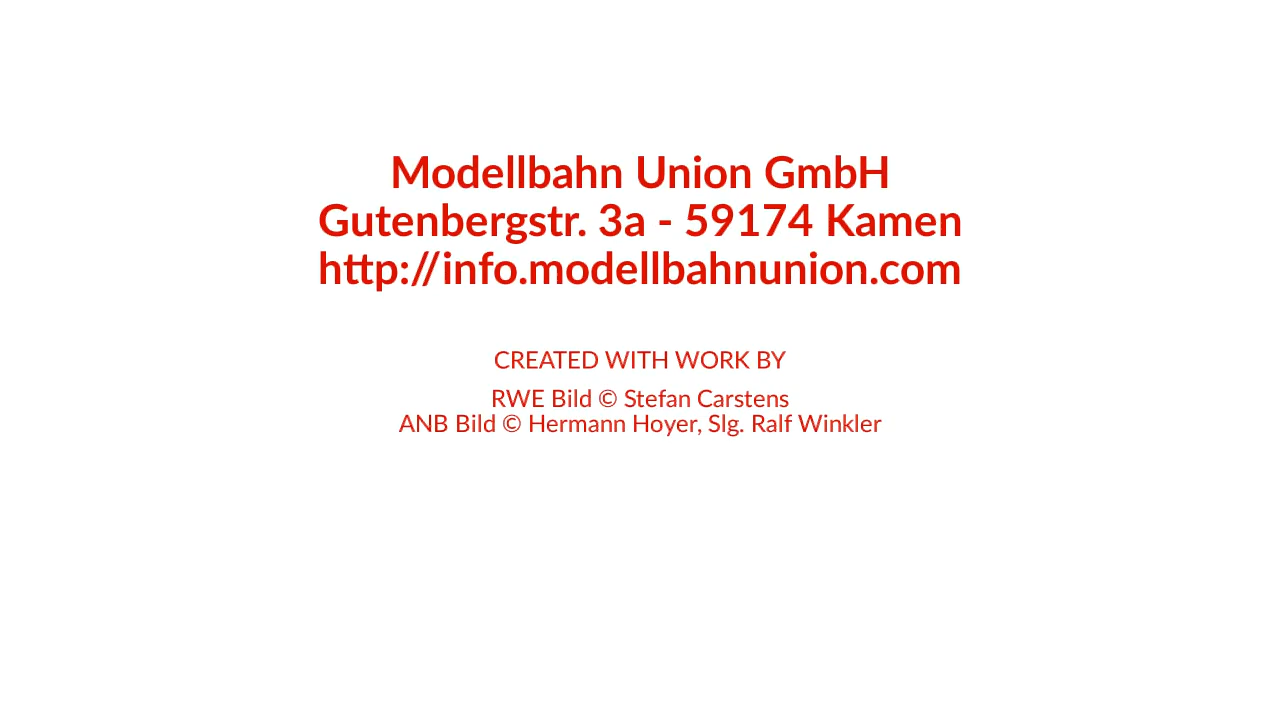 Modellbahn Union GmbH
Gutenbergstr. 3a - 59174 Kamen
http://info.modellbahnunion.com
CREATED WITH WORK BY
RWE Bild © Stefan Carstens
ANB Bild © Hermann Hoyer, Slg. Ralf Winkler